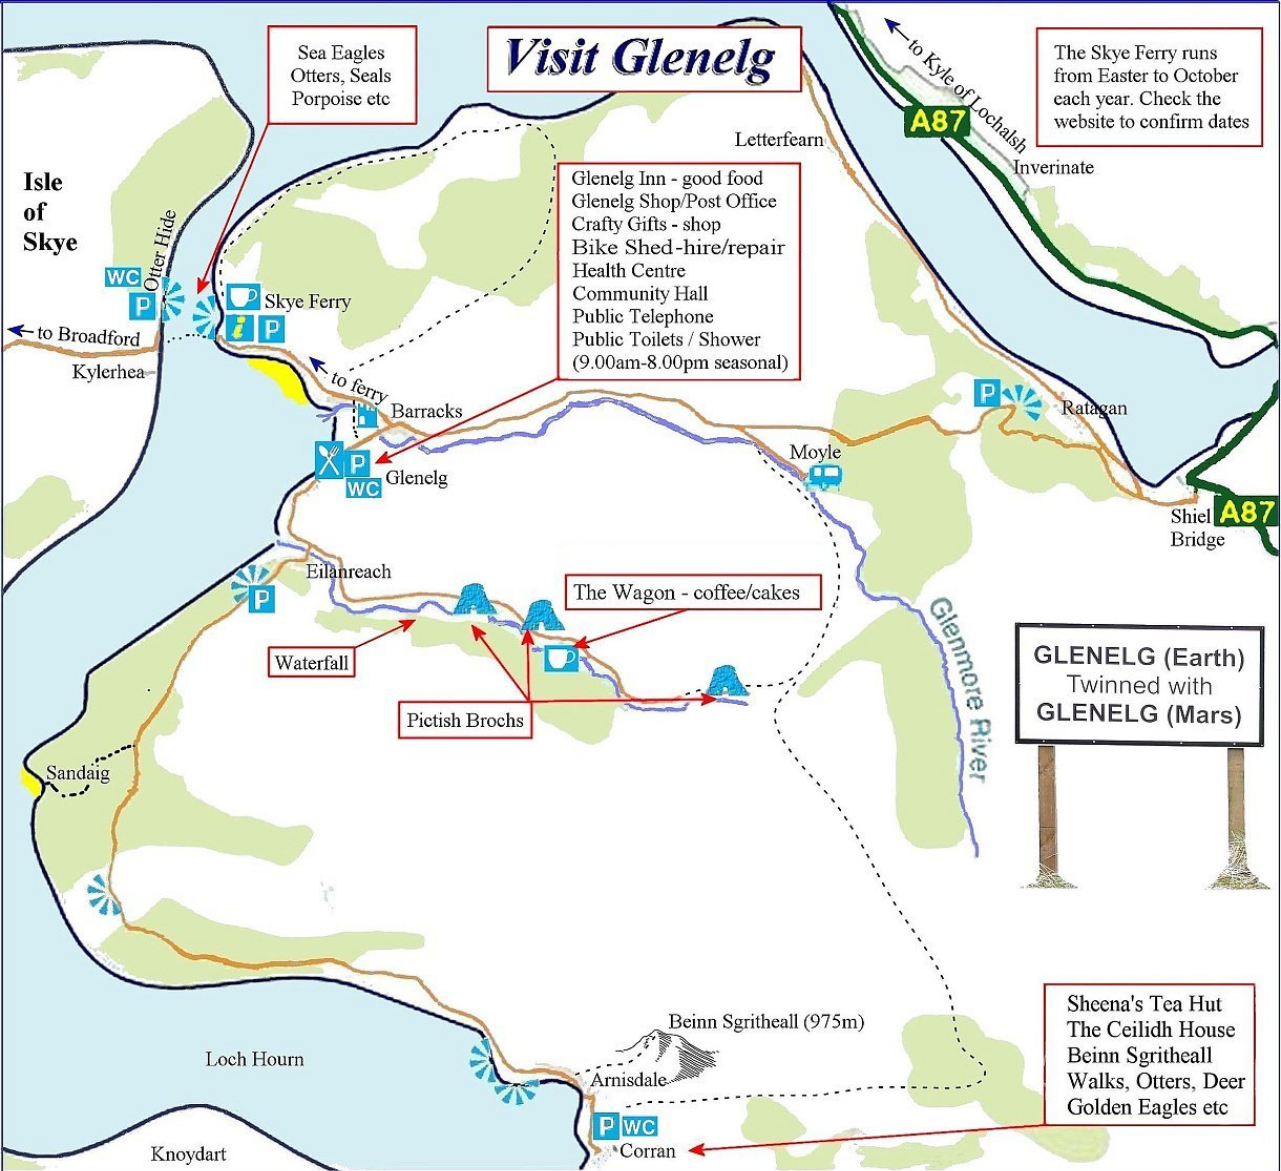 Visit Glenelg
Sea Eagles
Otters, Seals
Porpoise etc
The Skye Ferry runs
from Easter to October
each year. Check the
website to confirm dates
to Kyle of Lochalsh
A87
Letterfearn
Inverinate
Isle
of
Skye
Glenelg Inn - good food
Glenelg Shop/Post Office
Crafty Gifts - shop
Bike Shed-hire/repair
Health Centre
Community Hall
Public Telephone
Public Toilets / Shower
(9.00am-8.00pm seasonal)
Otter Hide
WC
P
Skye Ferry
i P
to Broadford
Kylerhea
to ferry
Barracks
P
Ratagan
Moyle
P
Glenelg
WC
Shiel
Bridge
A87
Eilanreach
P
The Wagon - coffee/cakes
Waterfall
Pictish Brochs
Glenmore River
GLENELG (Earth)
Twinned with
GLENELG (Mars)
Sandaig
Beinn Sgritheall (975m)
Sheena's Tea Hut
The Ceilidh House
Beinn Sgritheall
Walks, Otters, Deer
Golden Eagles etc
Loch Hourn
Arnisdale
P WC
Corran
Knoydart